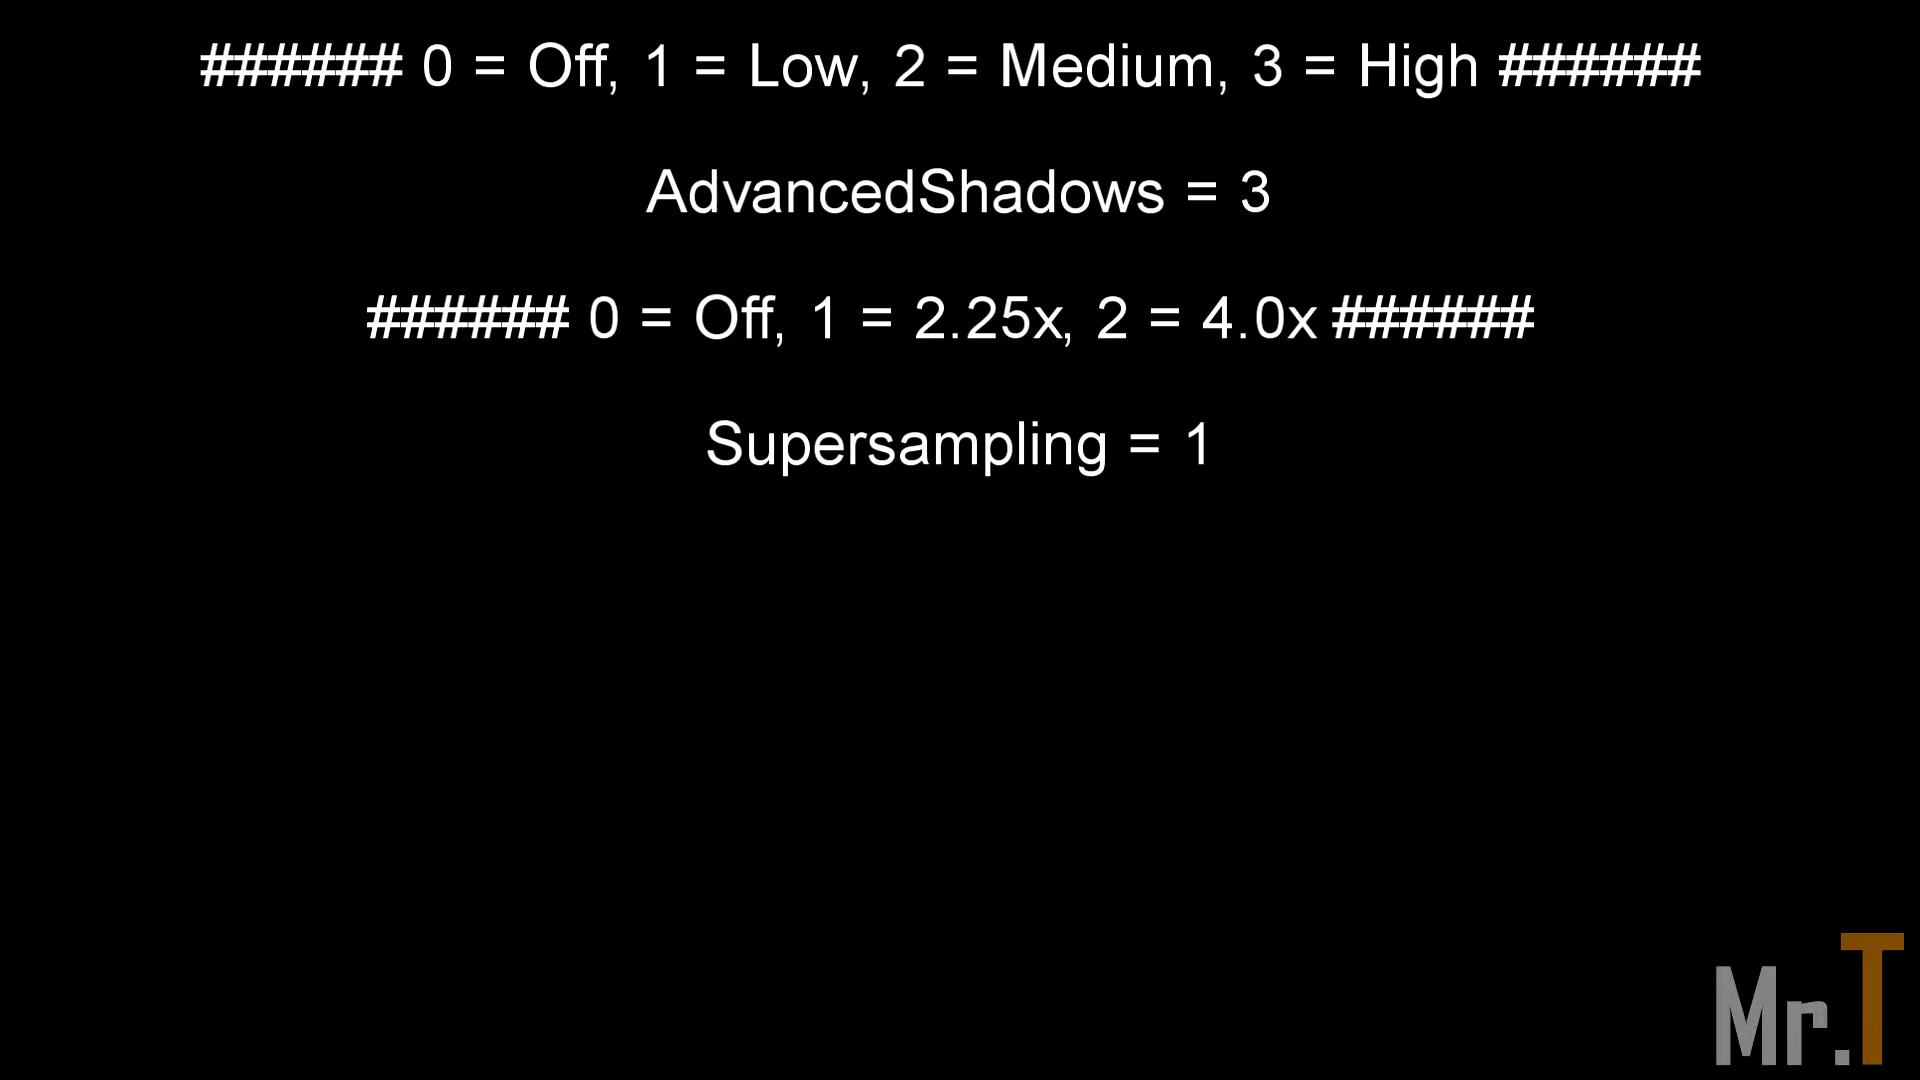 ###### 0 = Off, 1 = Low, 2 = Medium, 3 = High ######
AdvancedShadows = 3
###### 0 = Off, 1 = 2.25x, 2 = 4.0x ######
Supersampling = 1
Mr.T